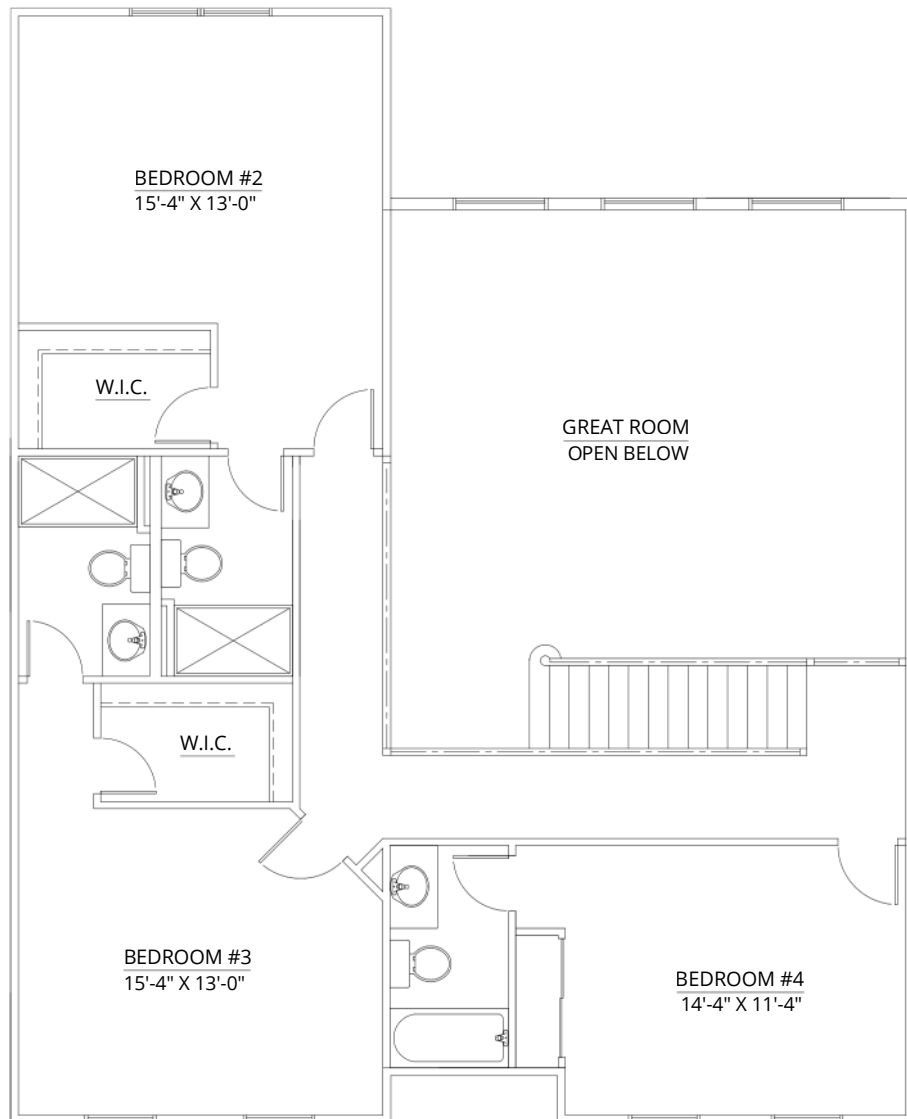 BEDROOM #2
15'-4" X 13'-0"
W.I.C.
GREAT ROOM
OPEN BELOW
W.I.C.
BEDROOM #3
15'-4" X 13'-0"
BEDROOM #4
14'-4" X 11'-4"